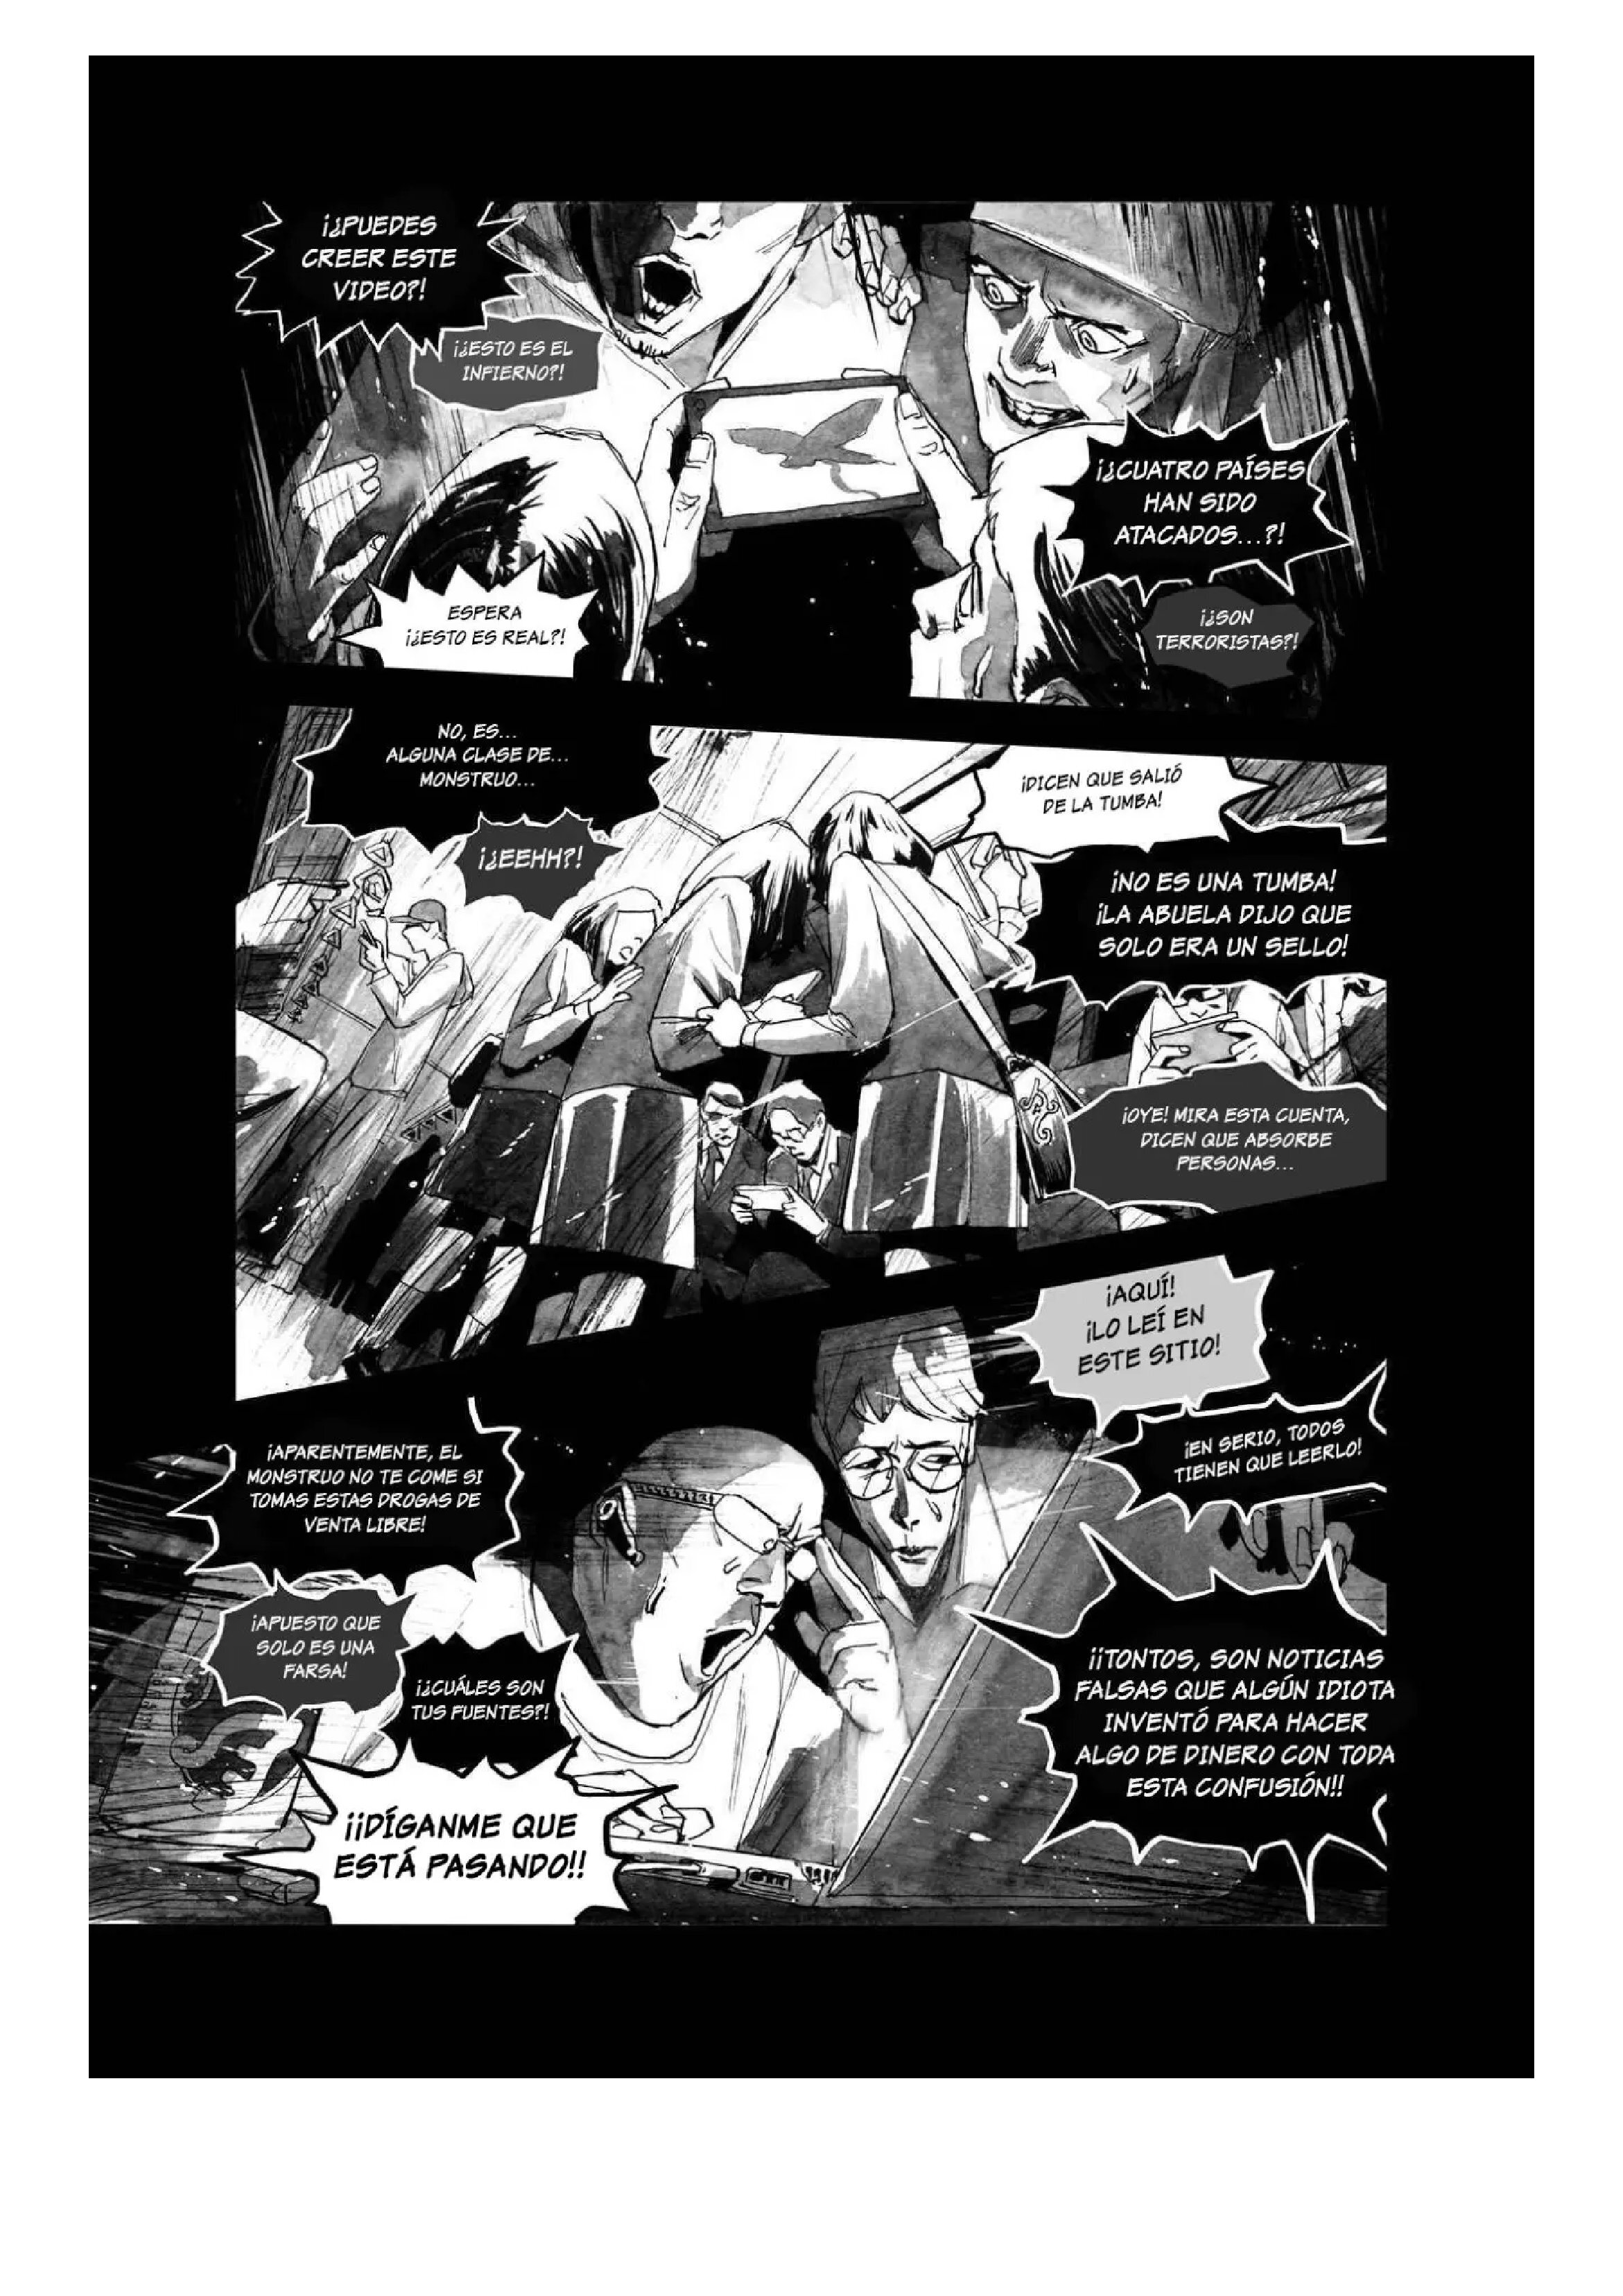 ¡¿PUEDES
CREER ESTE
VIDEO?!
¡¿ESTO ES EL
INFIERNO?!
¡¿CUATRO PAÍSES
HAN SIDO
ATACADOS...?!
ESPERA
¡¿ESTO ES REAL?!
¡¿SON
TERRORISTAS?!
NO, ES...
ALGUNA CLASE DE...
MONSTRUO...
¡¿EEHH?!
¡DICEN QUE SALIÓ
DE LA TUMBA!
¡NO ES UNA TUMBA!
¡LA ABUELA DIJO QUE
SOLO ERA UN SELLO!
¡OYE! MIRA ESTA CUENTA,
DICEN QUE ABSORBE
PERSONAS...
¡AQUÍ!
¡LO LEÍ EN
ESTE SITIO!
¡EN SERIO, TODOS
TIENEN QUE LEERLO!
¡APARENTEMENTE, EL
MONSTRUO NO TE COME SI
TOMAS ESTAS DROGAS DE
VENTA LIBRE!
¡APUESTO QUE
SOLO ES UNA
FARSA!
¡¿CUÁLES SON
TUS FUENTES?!
¡¡TONTOS, SON NOTICIAS
FALSAS QUE ALGÚN IDIOTA
INVENTÓ PARA HACER
ALGO DE DINERO CON TODA
ESTA CONFUSIÓN!!
¡¡DÍGANME QUE
ESTÁ PASANDO!!